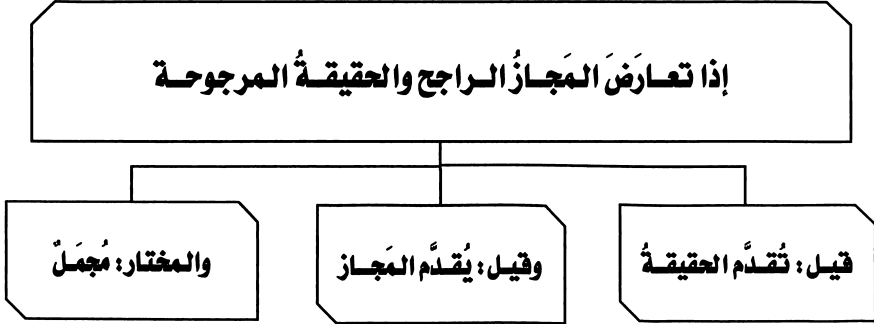 إذا تعارَضَ المَجازُ الراجح والحقيقةُ المرجوحة
قيل: تُقدَّم الحقيقةُ
وقيل: يُقدَّم المَجاز
والمختار: مُجمَلٌ